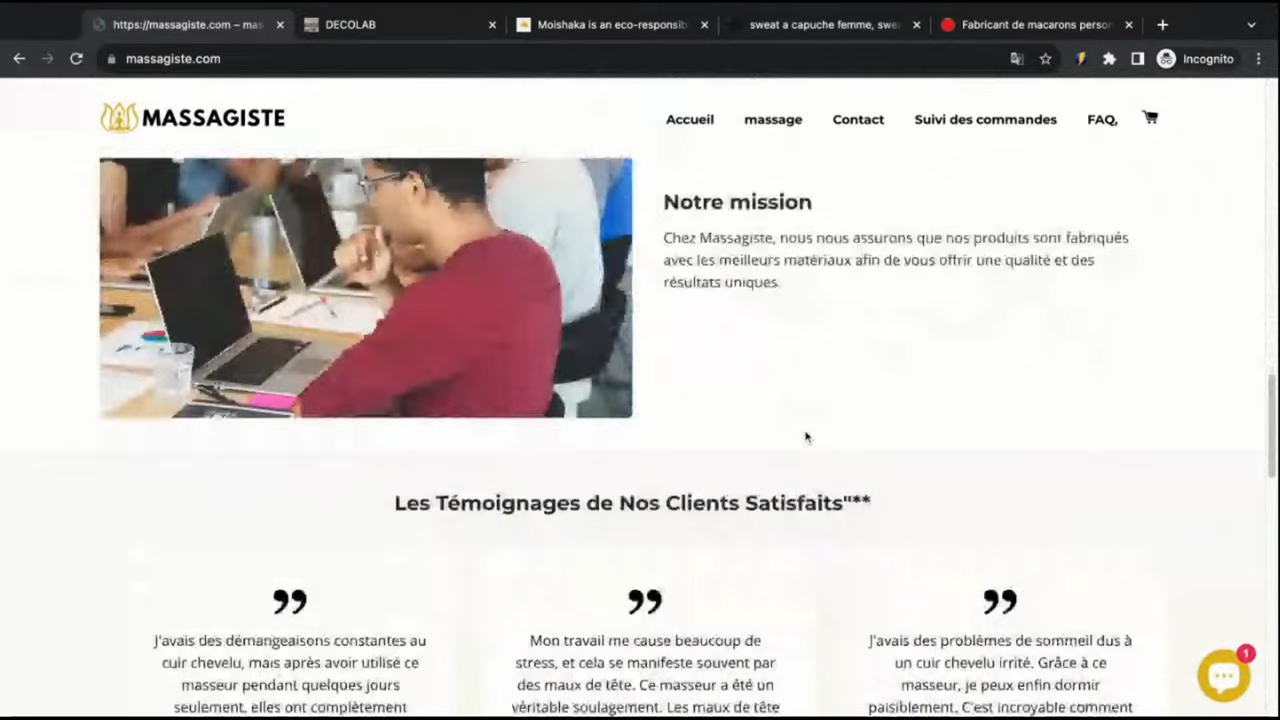 https://massagiste.com – mas
DECOLAB
Moishaka is an eco-responsib
sweat a capuche femme, swea
Fabricant de macarons person
massagiste.com
Incognito
MASSAGISTE
Accueil
massage
Contact
Suivi des commandes
FAQ,
Notre mission
Chez Massagiste, nous nous assurons que nos produits sont fabriqués
avec les meilleurs matériaux afin de vous offrir une qualité et des
résultats uniques.
Les Témoignages de Nos Clients Satisfaits"**
J'avais des démangeaisons constantes au
cuir chevelu, mais après avoir utilisé ce
masseur pendant quelques jours
seulement, elles ont complètement
Mon travail me cause beaucoup de
stress, et cela se manifeste souvent par
des maux de tête. Ce masseur a été un
véritable soulagement. Les maux de tête
J'avais des problèmes de sommeil dus à
un cuir chevelu irrité. Grâce à ce
masseur, je peux enfin dormir
paisiblement. C'est incroyable comment
1